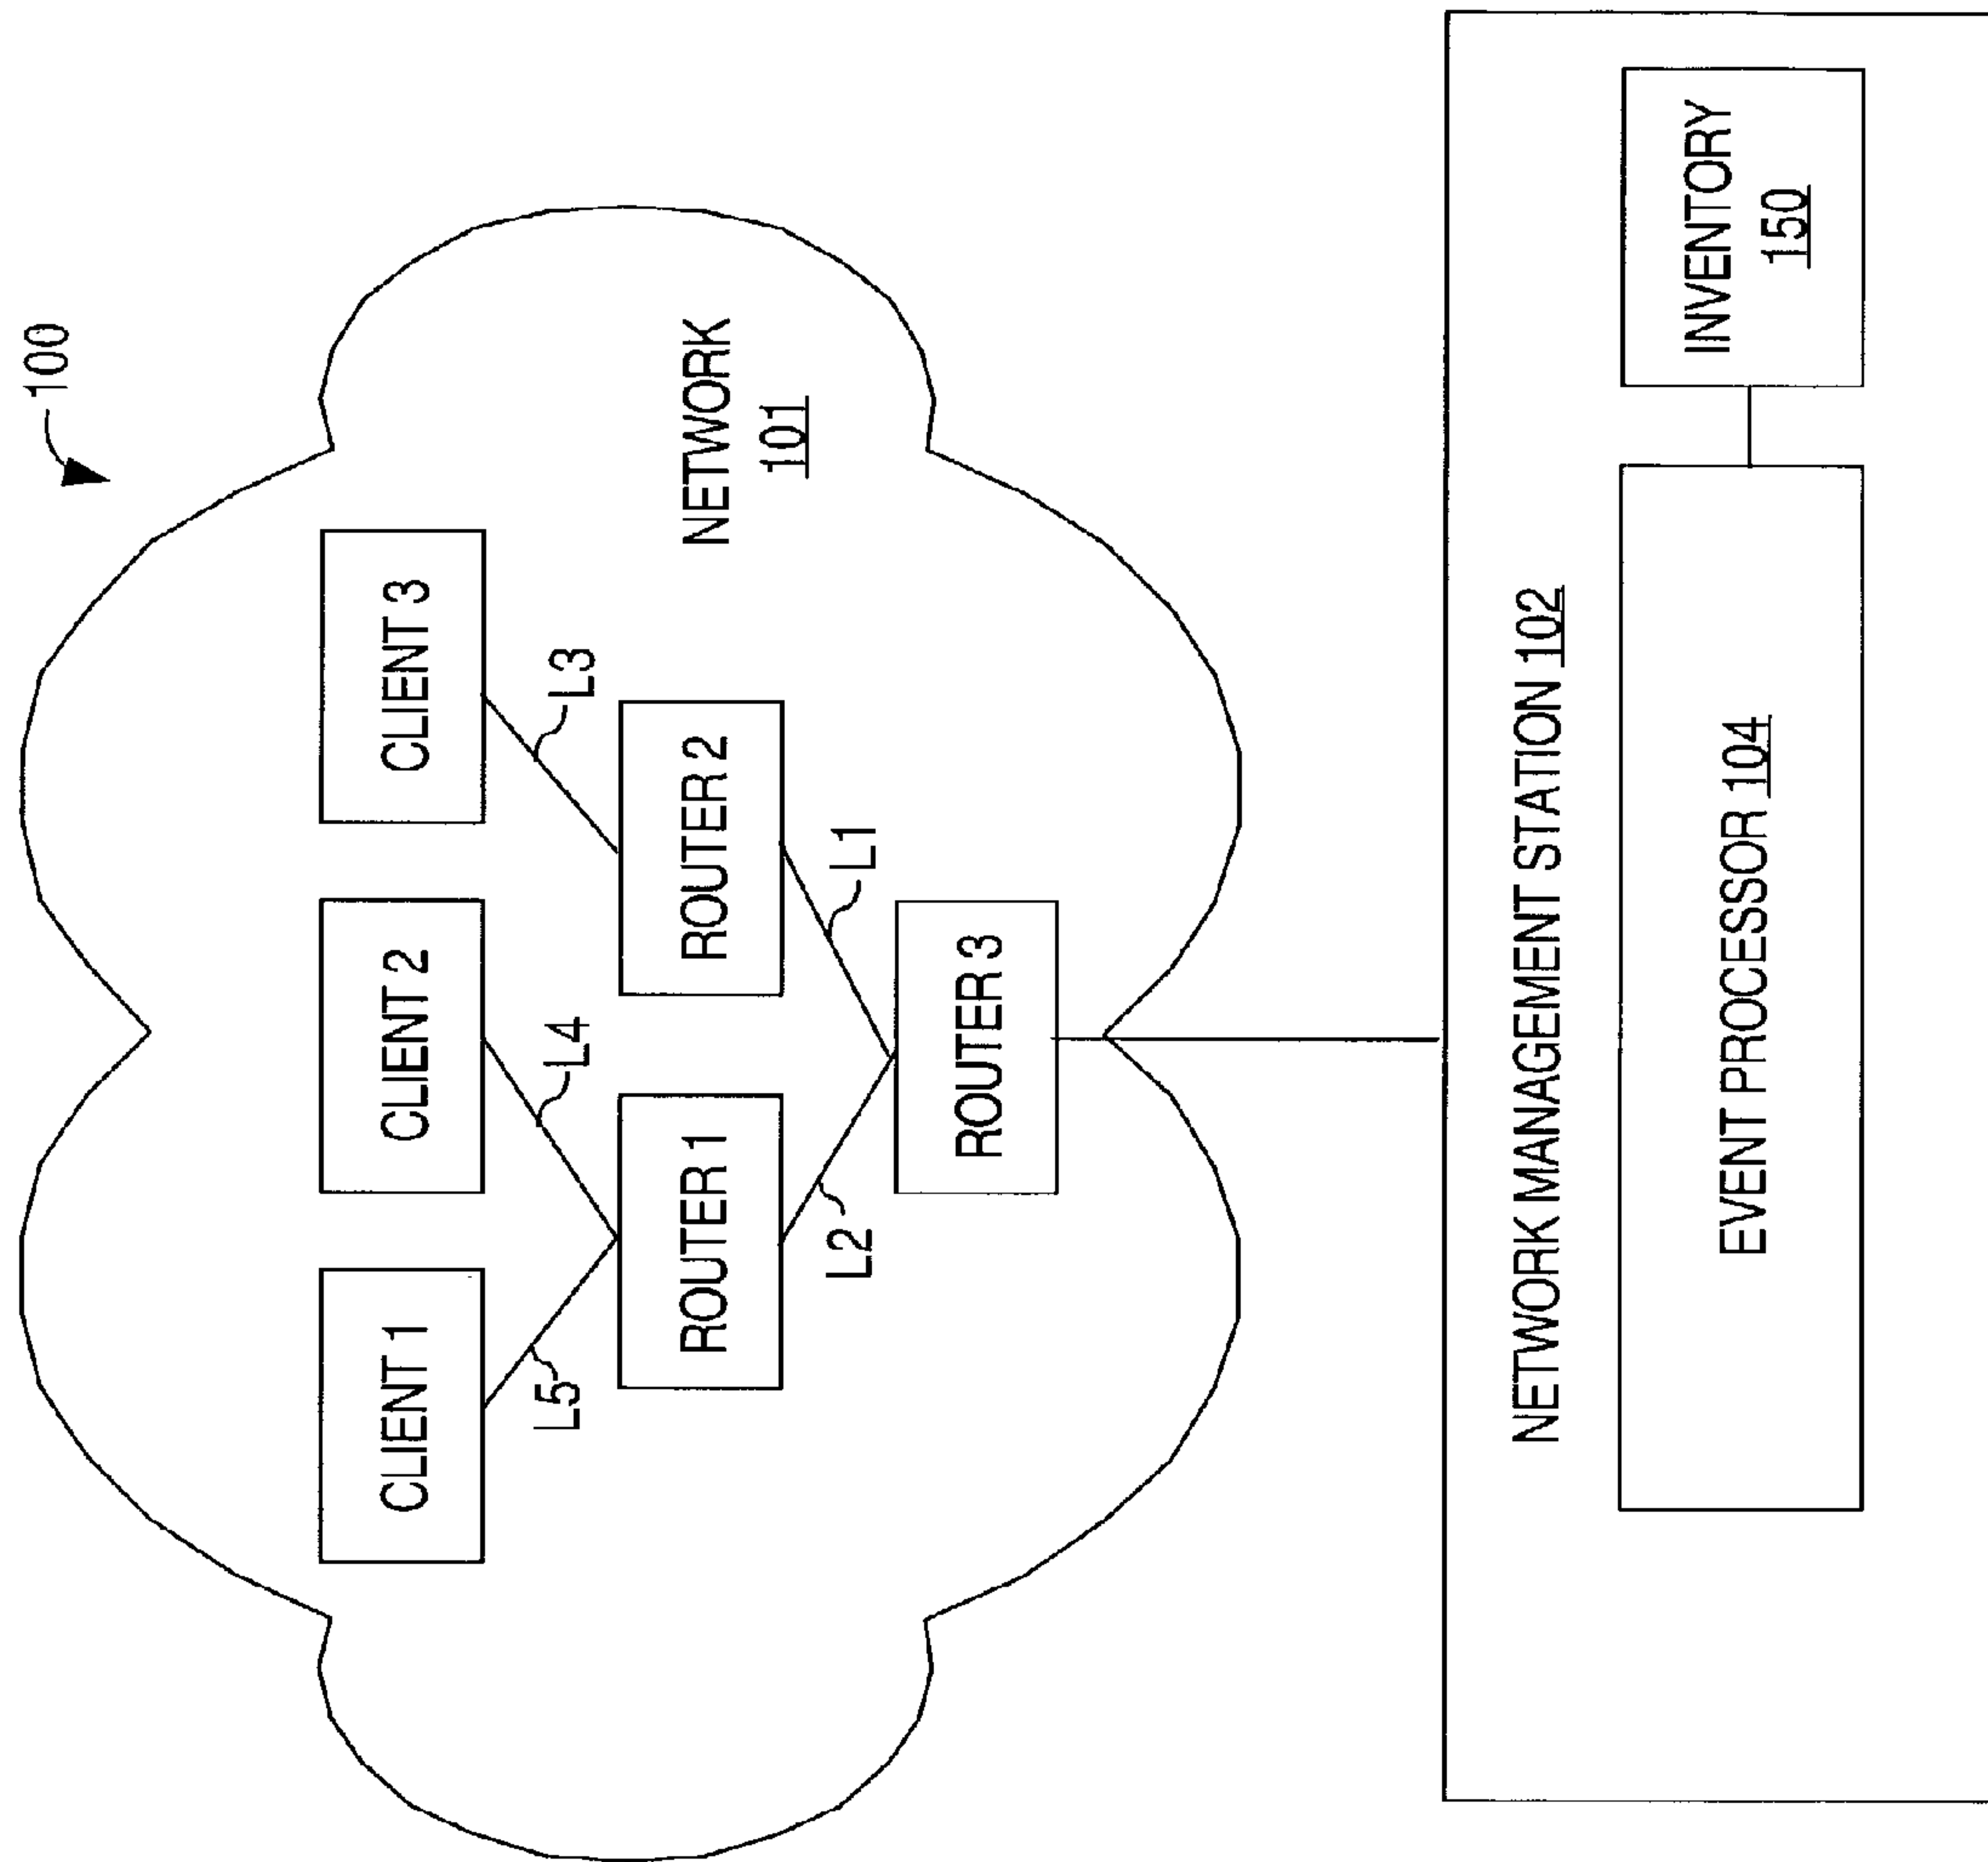 100
CLIENT 1
CLIENT 2
CLIENT 3
L5
L4
L3
ROUTER 1
ROUTER 2
NETWORK
101
L2
L1
ROUTER 3
NETWORK MANAGEMENT STATION 102
EVENT PROCESSOR 104
INVENTORY
150